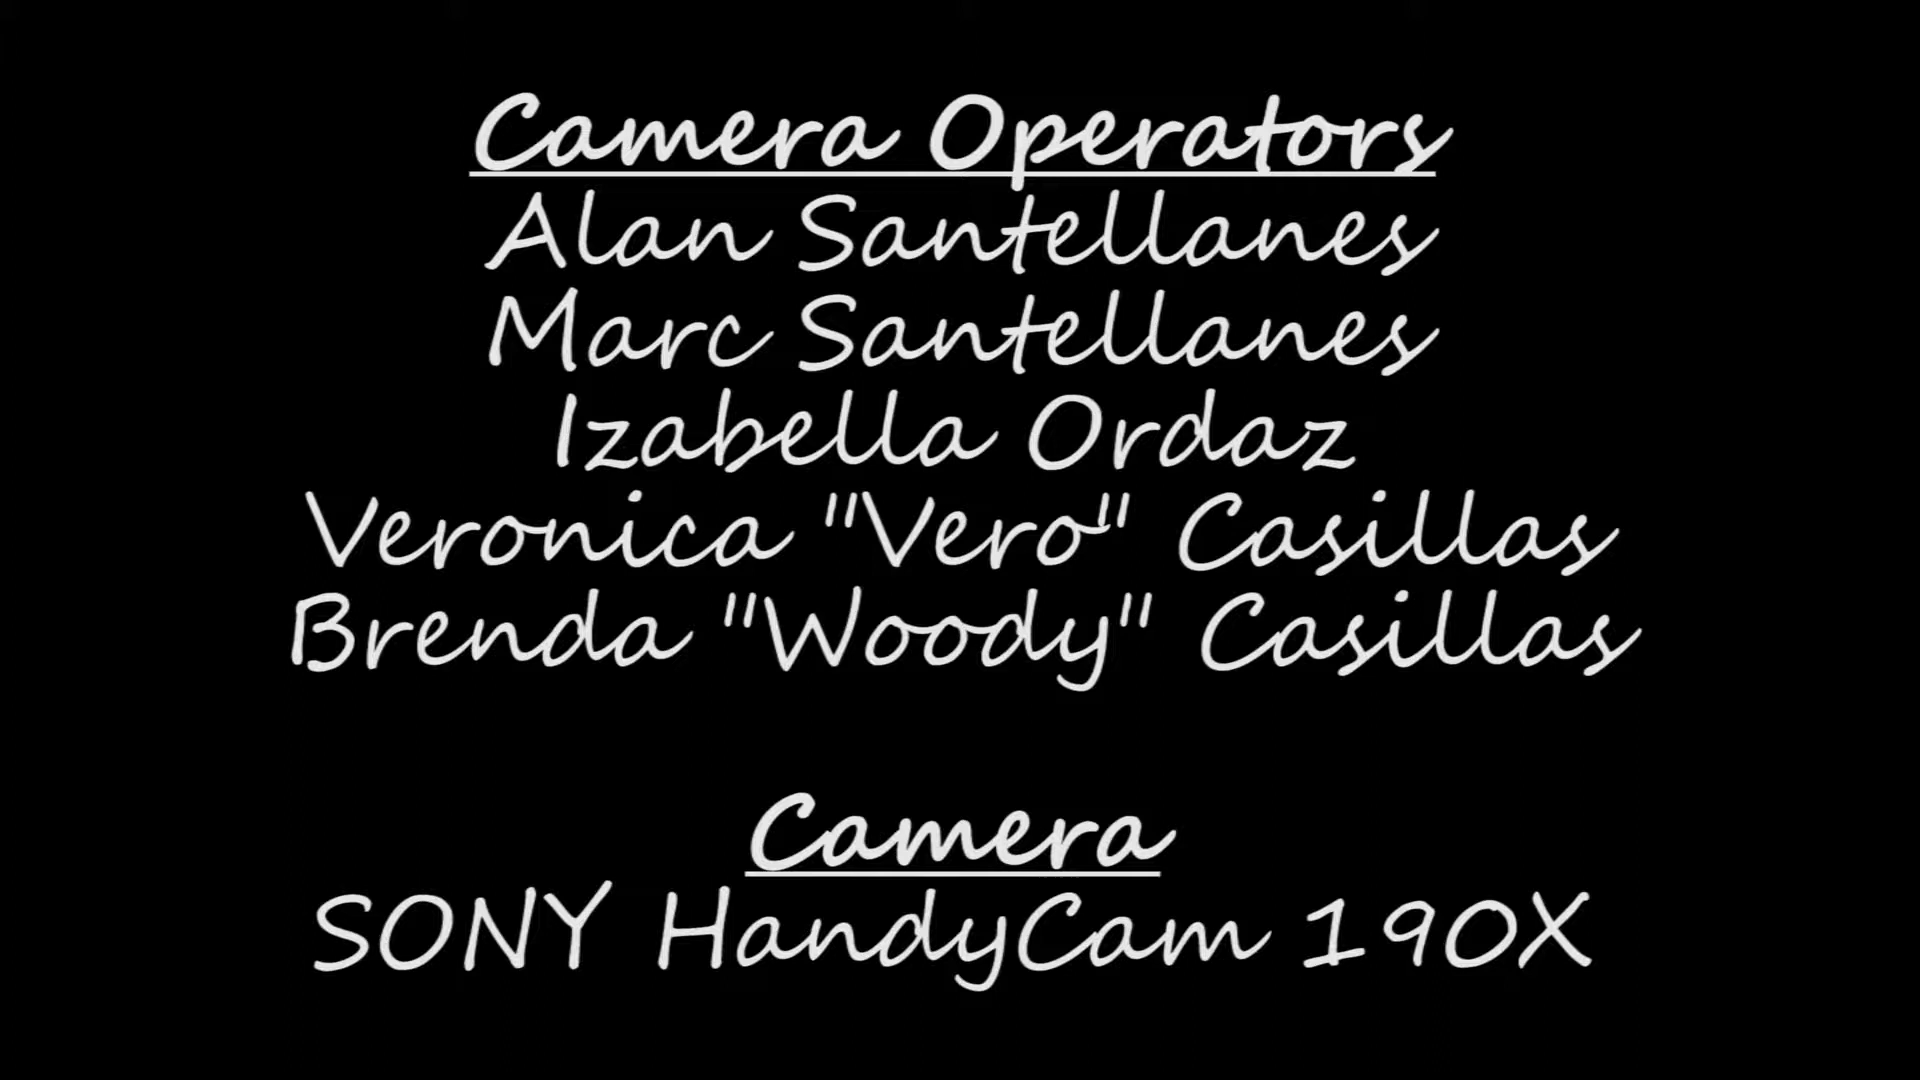 Camera Operators
Alan Santellanes
Marc Santellanes
Izabella Ordaz
Veronica "Vero" Casillas
Brenda "Woody" Casillas
Camera
SONY HandyCam 190X